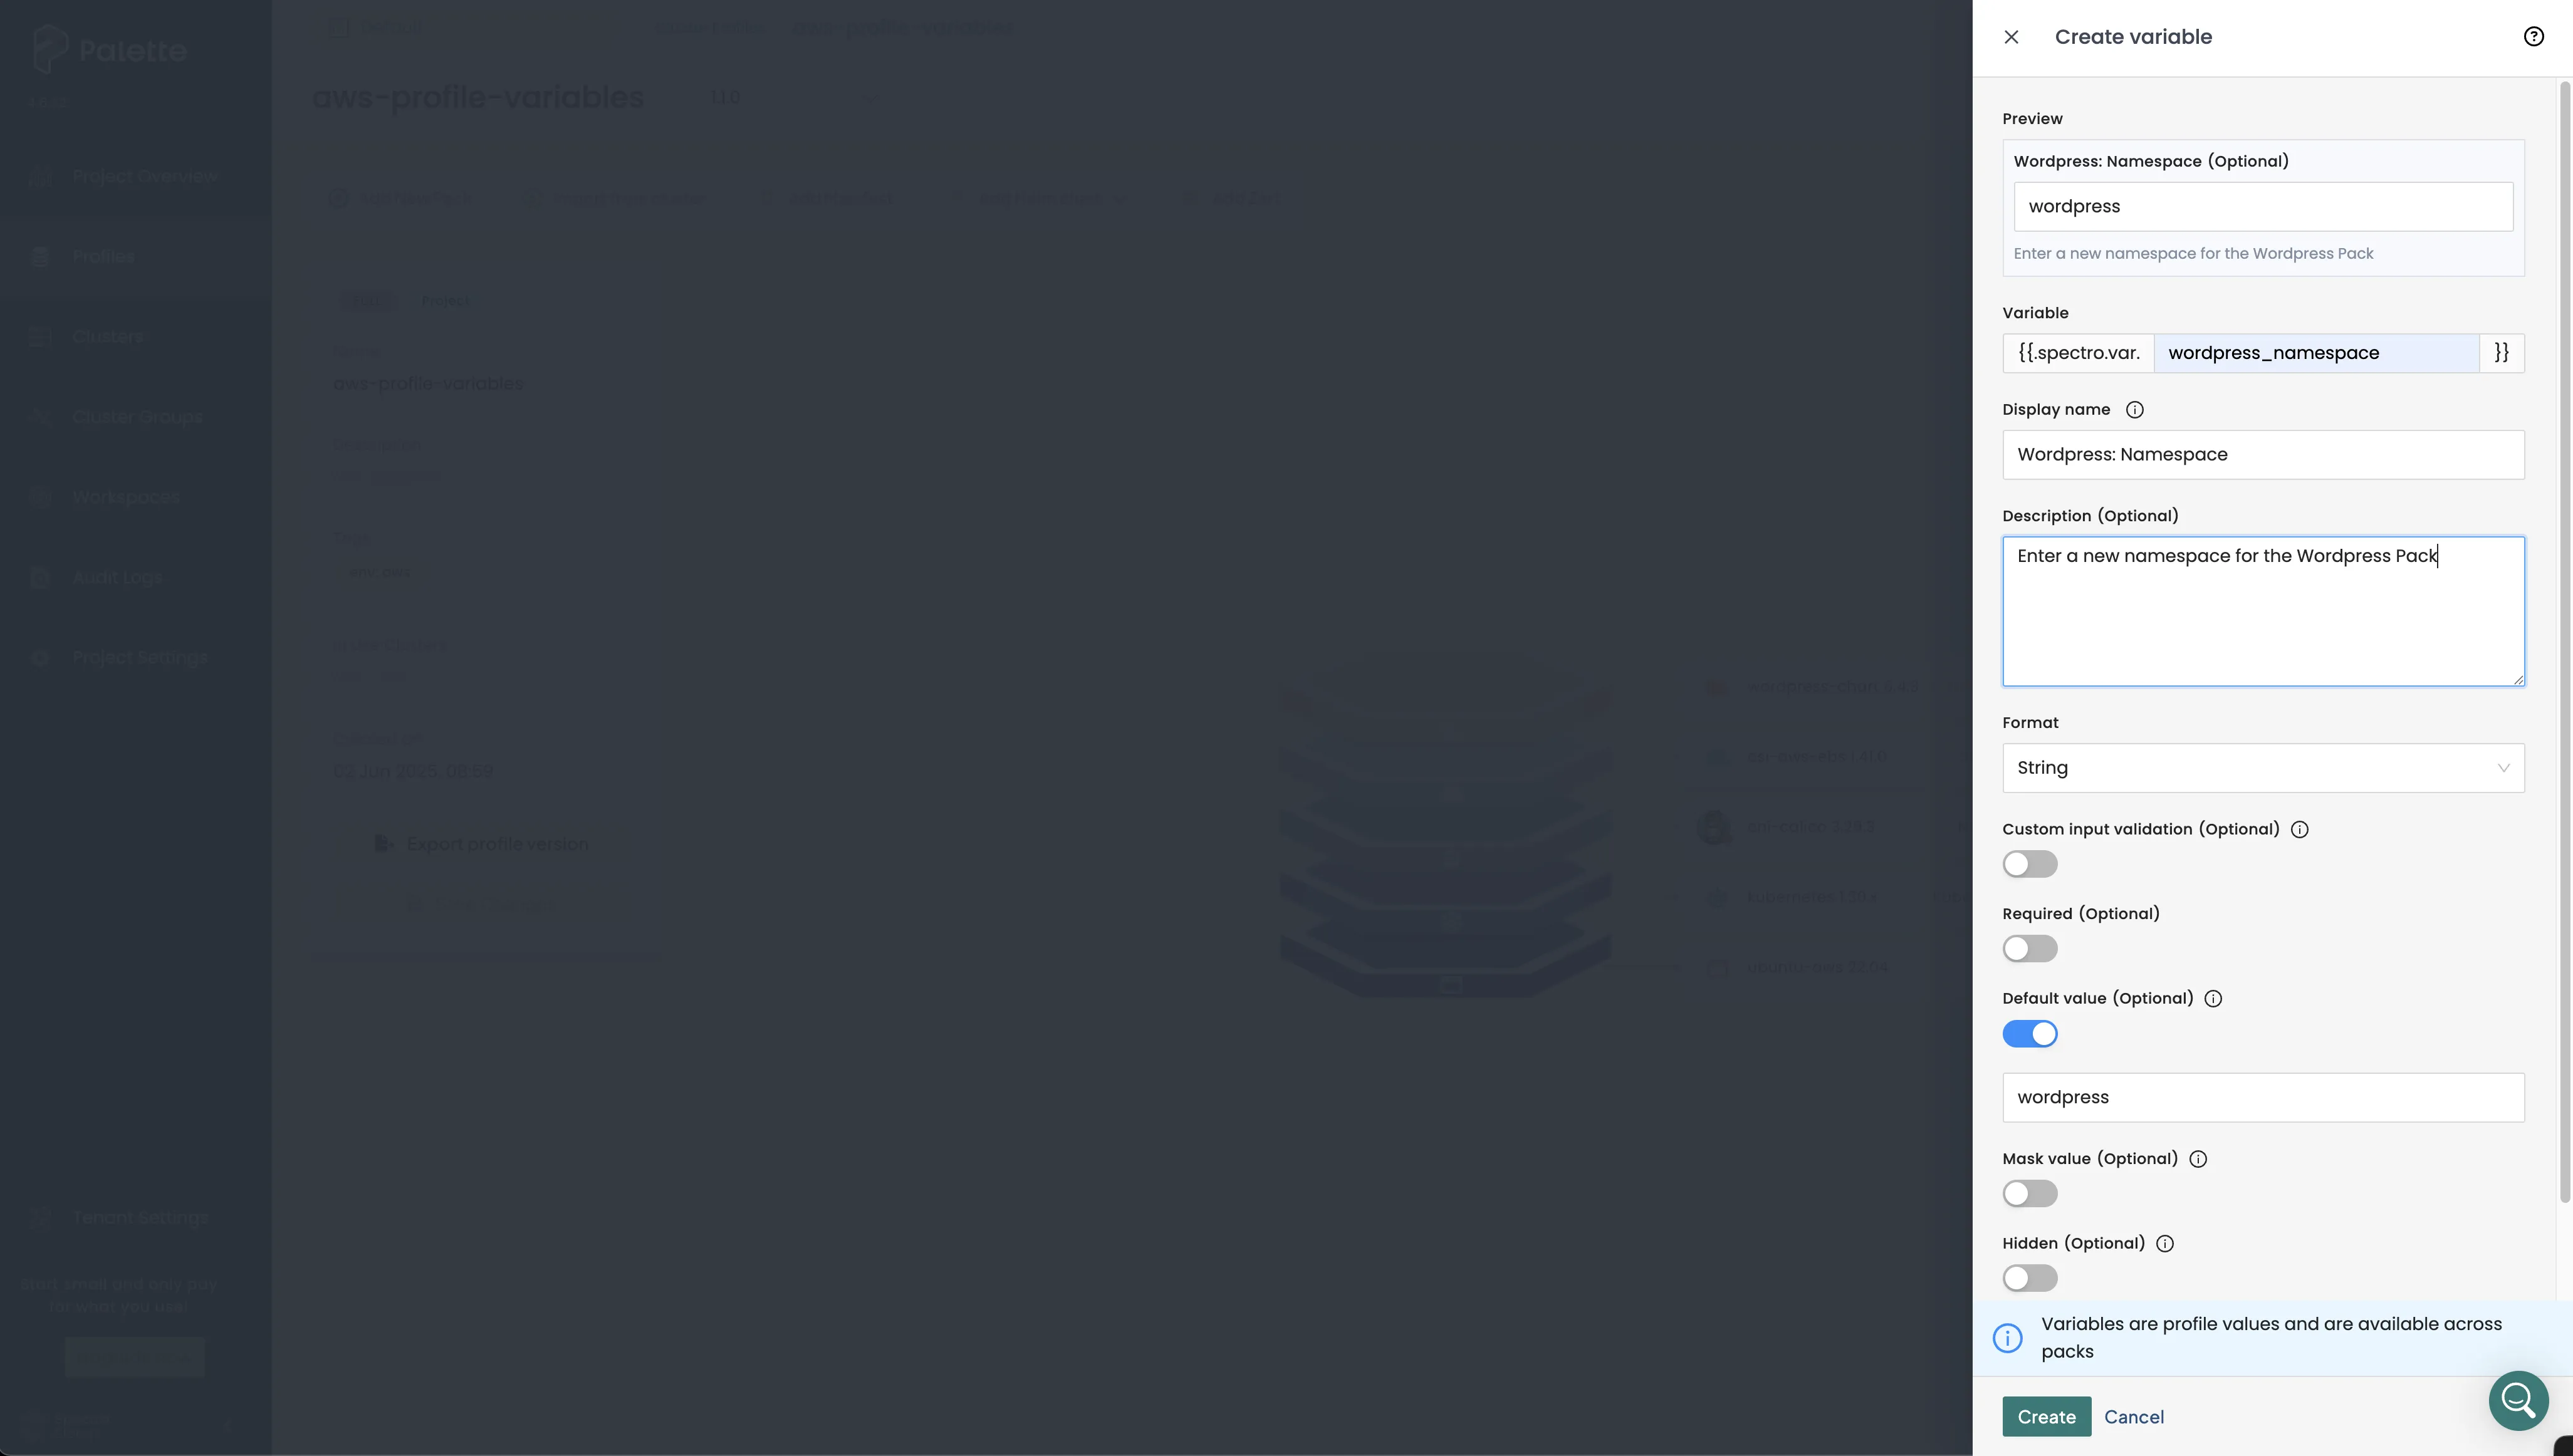 Palette
Project Overview
Profiles
Clusters
Cluster Groups
Workspaces
Audit Logs
Project Settings
Tenant Settings
Start small and only pay
for what you use!
aws-profile-variables
aws-profile-variables 1.1.0
Project
aws-profile-variables
02 Jun 2025, 08:59
Export profile version
Create variable
Preview
Wordpress: Namespace (Optional)
wordpress
Enter a new namespace for the Wordpress Pack
Variable
{{.spectro.var. wordpress_namespace }}
Display name
Wordpress: Namespace
Description (Optional)
Enter a new namespace for the Wordpress Pack
Format
String
Custom input validation (Optional)
Required (Optional)
Default value (Optional)
wordpress
Mask value (Optional)
Hidden (Optional)
Variables are profile values and are available across
packs
Create Cancel